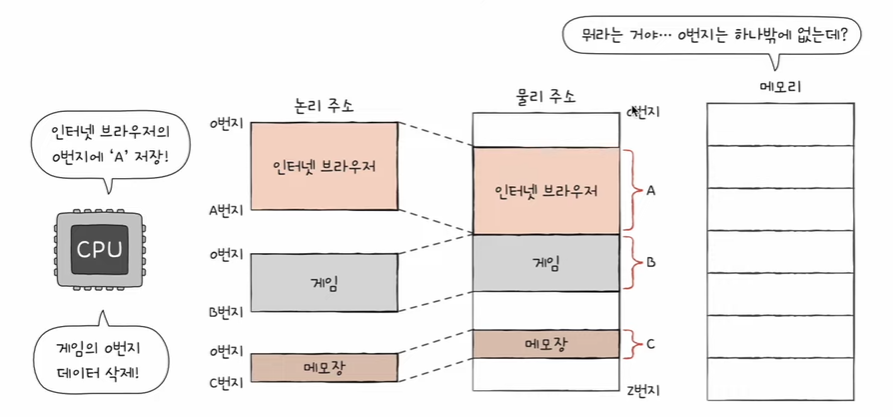 뭐라는 거야… 0번지는 하나밖에 없는데?
메모리
논리 주소
물리 주소
인터넷 브라우저의
0번지에 'A' 저장!
CPU
게임의 0번지
데이터 삭제!
0번지
인터넷 브라우저
A번지
0번지
게임
B번지
0번지
메모장
C번지
0번지
인터넷 브라우저
A
게임
B
메모장
C
Z번지